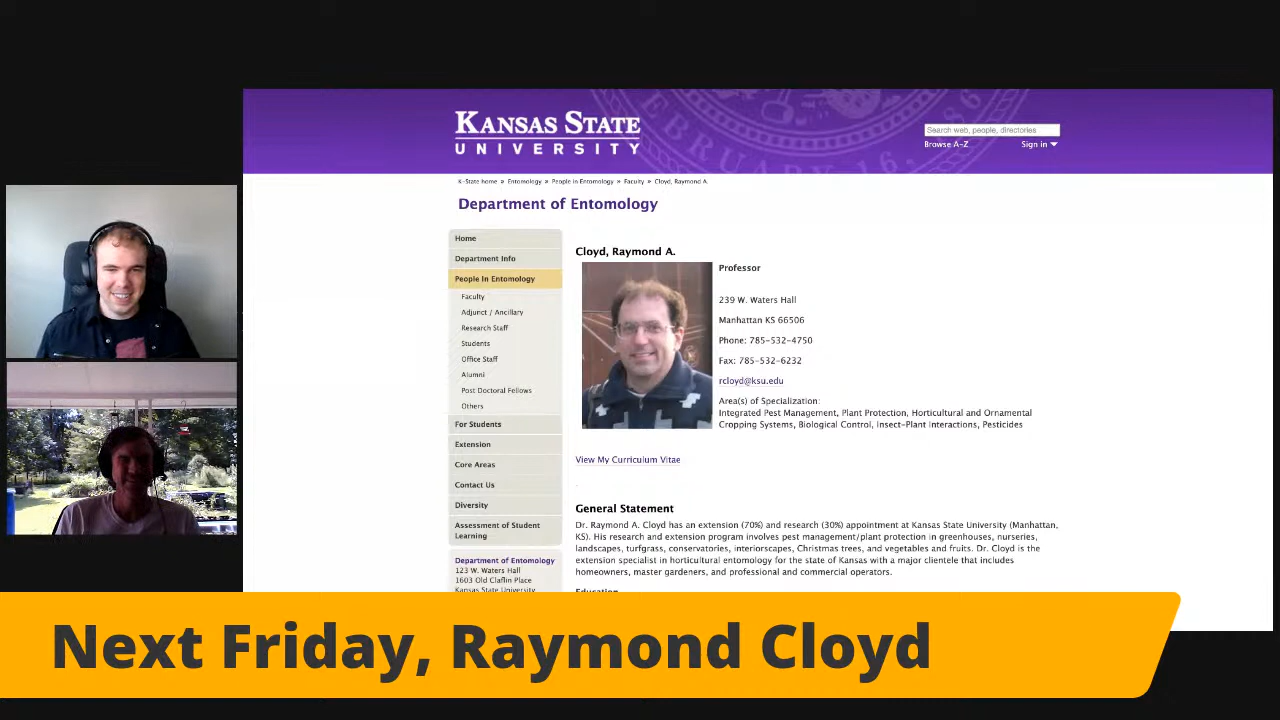 KANSAS STATE
UNIVERSITY
Search web, people, directories
Browse A-Z
Sign in
K-State home » Entomology » People in Entomology » Faculty » Cloyd, Raymond A.
Department of Entomology
Home
Department Info
People In Entomology
Faculty
Adjunct / Ancillary
Research Staff
Students
Office Staff
Alumni
Post Doctoral Fellows
Others
For Students
Extension
Core Areas
Contact Us
Diversity
Assessment of Student
Learning
Department of Entomology
123 W. Waters Hall
1603 Old Claflin Place
Kansas State University
Cloyd, Raymond A.
Professor
239 W. Waters Hall
Manhattan KS 66506
Phone: 785-532-4750
Fax: 785-532-6232
rcloyd@ksu.edu
Area(s) of Specialization:
Integrated Pest Management, Plant Protection, Horticultural and Ornamental
Cropping Systems, Biological Control, Insect-Plant Interactions, Pesticides
View My Curriculum Vitae
General Statement
Dr. Raymond A. Cloyd has an extension (70%) and research (30%) appointment at Kansas State University (Manhattan,
KS). His research and extension program involves pest management/plant protection in greenhouses, nurseries,
landscapes, turfgrass, conservatories, interiorscapes, Christmas trees, and vegetables and fruits. Dr. Cloyd is the
extension specialist in horticultural entomology for the state of Kansas with a major clientele that includes
homeowners, master gardeners, and professional and commercial operators.
Education
Next Friday, Raymond Cloyd